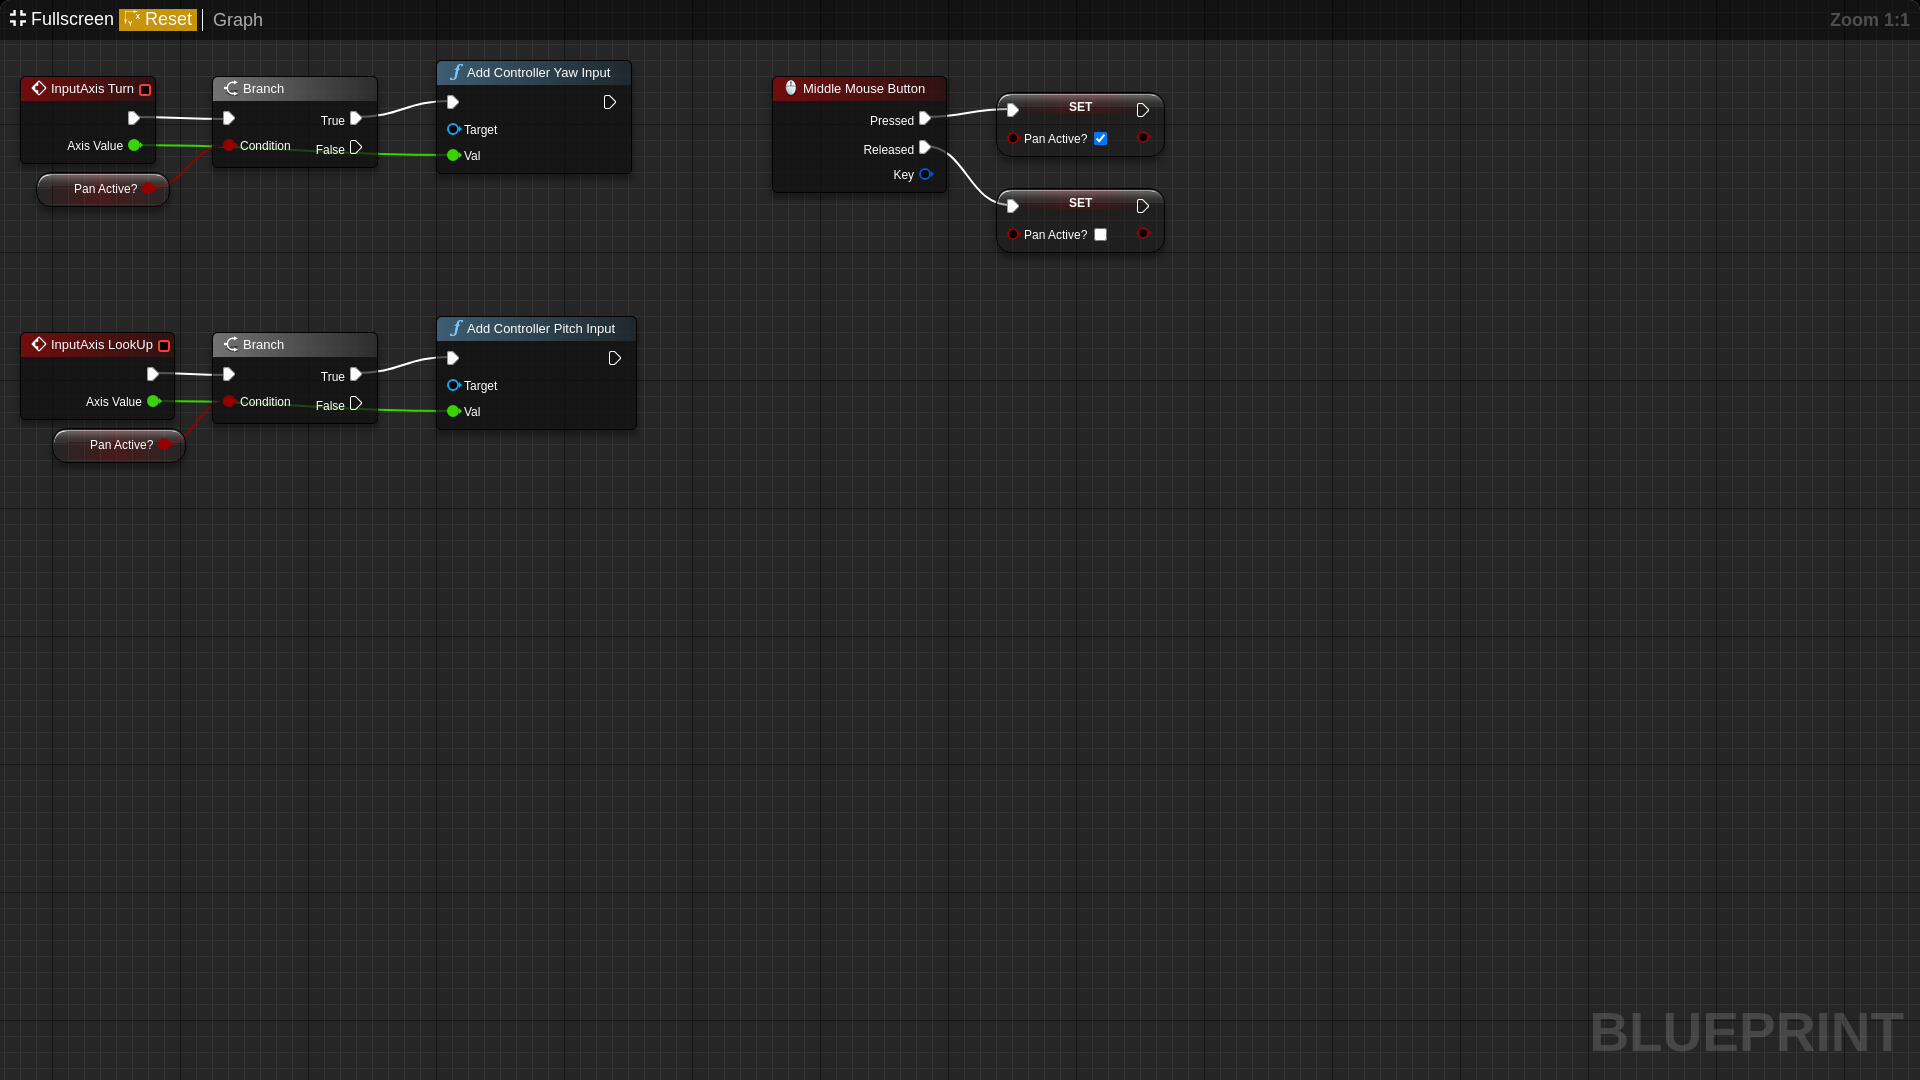 Fullscreen Reset Graph Zoom 1:1
InputAxis Turn
Axis Value
Pan Active?
Branch
True
Condition
False
Add Controller Yaw Input
Target
Val
Middle Mouse Button
Pressed
Released
Key
SET
Pan Active?
SET
Pan Active?
InputAxis LookUp
Axis Value
Pan Active?
Branch
True
Condition
False
Add Controller Pitch Input
Target
Val
BLUEPRINT